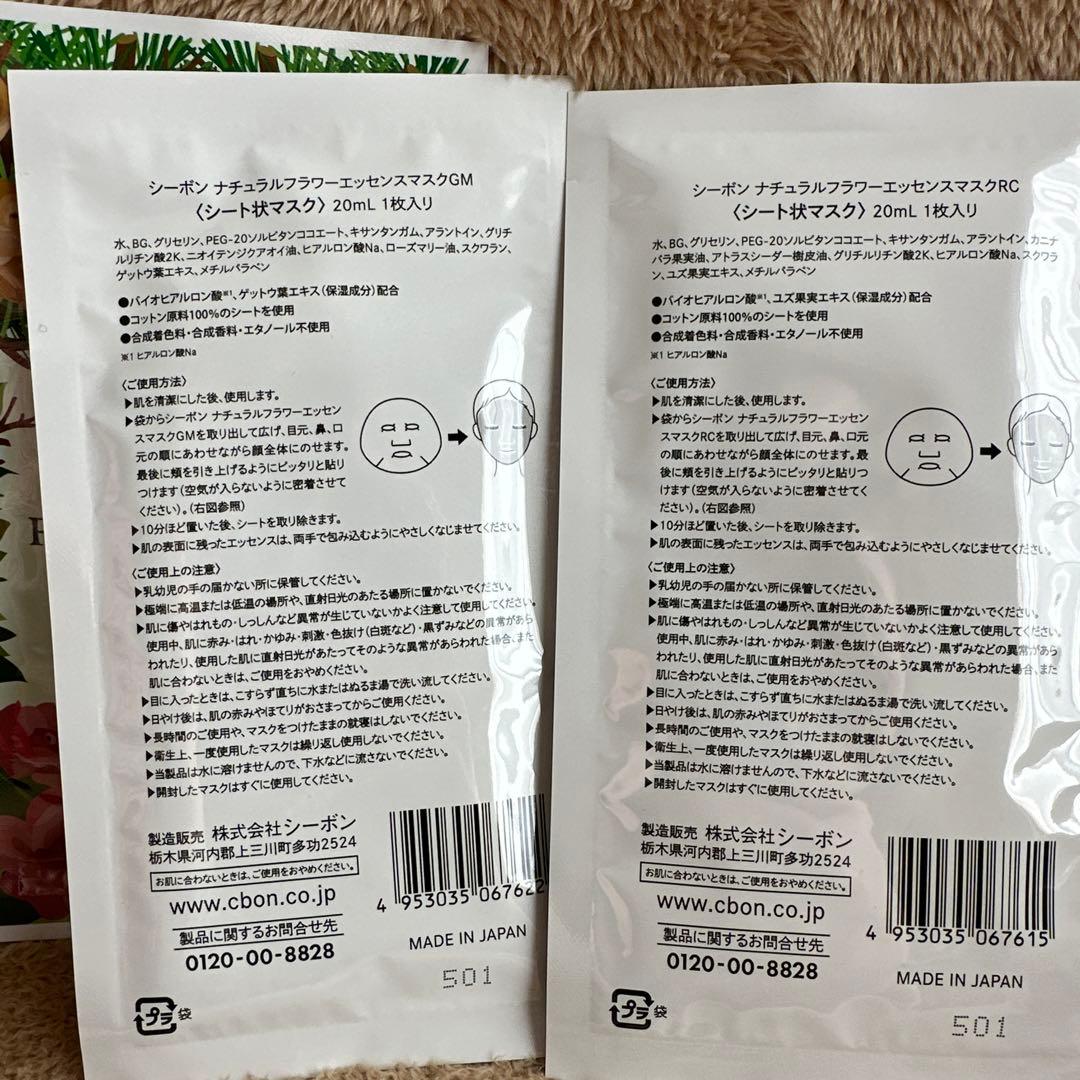 シーボン ナチュラルフラワーエッセンスマスクGM
〈シート状マスク〉 20mL 1枚入り
水、BG、グリセリン、PEG-20ソルビタンココエート、キサンタンガム、アラントイン、グリチ
ルリチン酸2K、ニオイテンジクアオイ油、ヒアルロン酸Na、ローズマリー油、スクワラン、
ゲットウ葉エキス、メチルパラベン
●バイオヒアルロン酸※1、ゲットウ葉エキス(保湿成分)配合
●コットン原料100%のシートを使用
●合成着色料・合成香料・エタノール不使用
※1 ヒアルロン酸Na
〈ご使用方法〉
▶肌を清潔にした後、使用します。
▶袋からシーボン ナチュラルフラワーエッセン
スマスクGMを取り出して広げ、目元、鼻、口
元の順にあわせながら顔全体にのせます。
最後に頬を引き上げるようにピッタリと貼り
つけます(空気が入らないように密着させて
ください)。(右図参照)
▶10分ほど置いた後、シートを取り除きます。
▶肌の表面に残ったエッセンスは、両手で包み込むようにやさしくなじませてください。
〈ご使用上の注意〉
▶乳幼児の手の届かない所に保管してください。
▶極端に高温または低温の場所や、直射日光のあたる場所に置かないでください。
▶肌に傷やはれもの・しっしんなど異常が生じていないかよく注意して使用してください。
使用中、肌に赤み・はれ・かゆみ・刺激・色抜け(白斑など)・黒ずみなどの異常があら
われたり、使用した肌に直射日光があたってそのような異常があらわれた場合、また
肌に合わないときは、ご使用をおやめください。
▶目に入ったときは、こすらず直ちに水またはぬるま湯で洗い流してください。
▶日やけ後は、肌の赤みやほてりがおさまってからご使用ください。
▶長時間のご使用や、マスクをつけたままの就寝はしないでください。
▶衛生上、一度使用したマスクは繰り返し使用しないでください。
▶当製品は水に溶けませんので、下水などに流さないでください。
▶開封したマスクはすぐに使用してください。
製造販売 株式会社シーボン
栃木県河内郡上三川町多功2524
お肌に合わないときは、ご使用をおやめください。
www.cbon.co.jp
製品に関するお問合せ先
0120-00-8828
4 953035 067622
MADE IN JAPAN
501
プラ 袋
シーボン ナチュラルフラワーエッセンスマスクRC
〈シート状マスク〉 20mL 1枚入り
水、BG、グリセリン、PEG-20ソルビタンココエート、キサンタンガム、アラントイン、カニナ
バラ果実油、アトラスシーダー樹皮油、グリチルリチン酸2K、ヒアルロン酸Na、スクワラ
ン、ユズ果実エキス、メチルパラベン
●バイオヒアルロン酸※1、ユズ果実エキス(保湿成分)配合
●コットン原料100%のシートを使用
●合成着色料・合成香料・エタノール不使用
※1 ヒアルロン酸Na
〈ご使用方法〉
▶肌を清潔にした後、使用します。
▶袋からシーボン ナチュラルフラワーエッセン
スマスクRCを取り出して広げ、目元、鼻、口元
の順にあわせながら顔全体にのせます。最
後に頬を引き上げるようにピッタリと貼りつ
けます(空気が入らないように密着させてく
ださい)。(右図参照)
▶10分ほど置いた後、シートを取り除きます。
▶肌の表面に残ったエッセンスは、両手で包み込むようにやさしくなじませてください。
〈ご使用上の注意〉
▶乳幼児の手の届かない所に保管してください。
▶極端に高温または低温の場所や、直射日光のあたる場所に置かないでください。
▶肌に傷やはれもの・しっしんなど異常が生じていないかよく注意して使用してください。
使用中、肌に赤み・はれ・かゆみ・刺激・色抜け(白斑など)・黒ずみなどの異常があら
われたり、使用した肌に直射日光があたってそのような異常があらわれた場合、また
肌に合わないときは、ご使用をおやめください。
▶目に入ったときは、こすらず直ちに水またはぬるま湯で洗い流してください。
▶日やけ後は、肌の赤みやほてりがおさまってからご使用ください。
▶長時間のご使用や、マスクをつけたままの就寝はしないでください。
▶衛生上、一度使用したマスクは繰り返し使用しないでください。
▶当製品は水に溶けませんので、下水などに流さないでください。
▶開封したマスクはすぐに使用してください。
製造販売 株式会社シーボン
栃木県河内郡上三川町多功2524
お肌に合わないときは、ご使用をおやめください。
www.cbon.co.jp
製品に関するお問合せ先
0120-00-8828
4 953035 067615
MADE IN JAPAN
501
プラ 袋